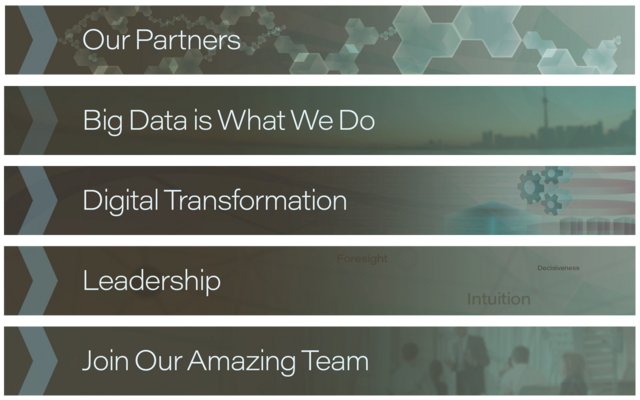 Our Partners
Big Data is What We Do
Digital Transformation
Foresight
Decisiveness
Leadership
Intuition
Join Our Amazing Team